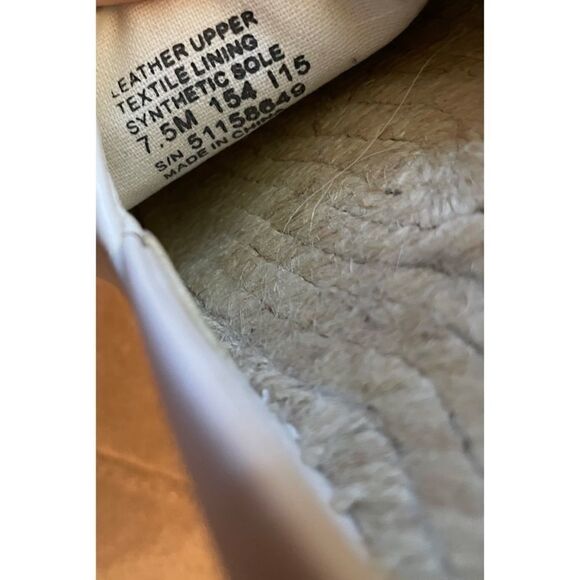 LEATHER UPPER
TEXTILE LINING
SYNTHETIC SOLE
7.5M 154 I15
S/N 51158649
MADE IN CHINA